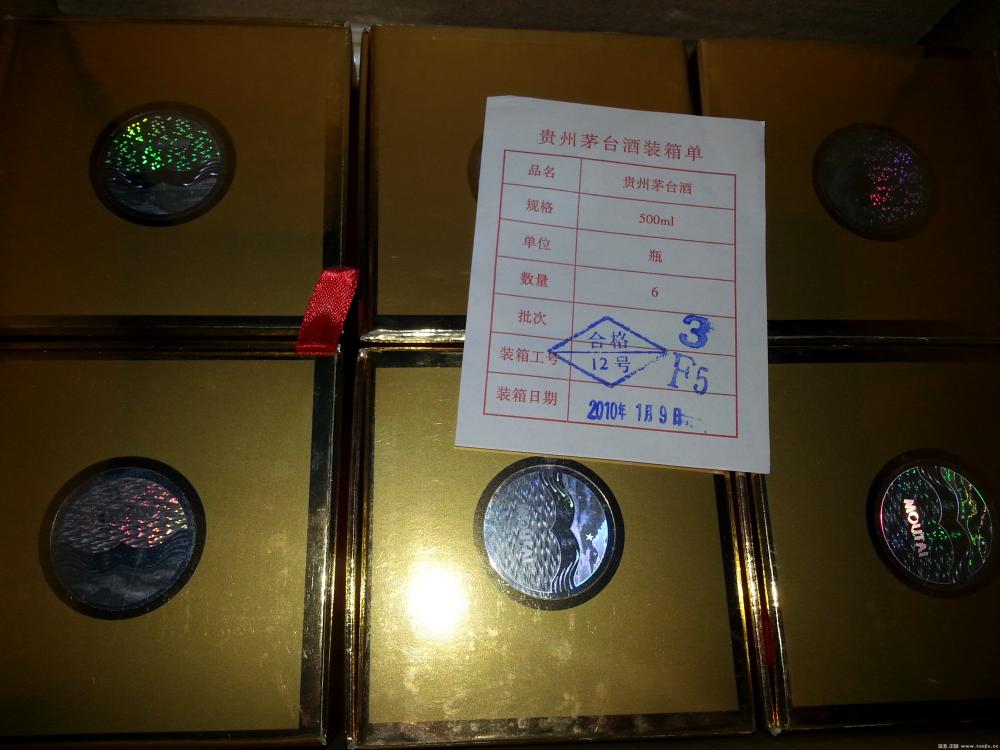 贵州茅台酒装箱单
品名 贵州茅台酒
规格 500ml
单位 瓶
数量 6
批次 3
合格
装箱工号 12号 F5
装箱日期 2010年 1月 9日
MOUTAI
MOUTAI